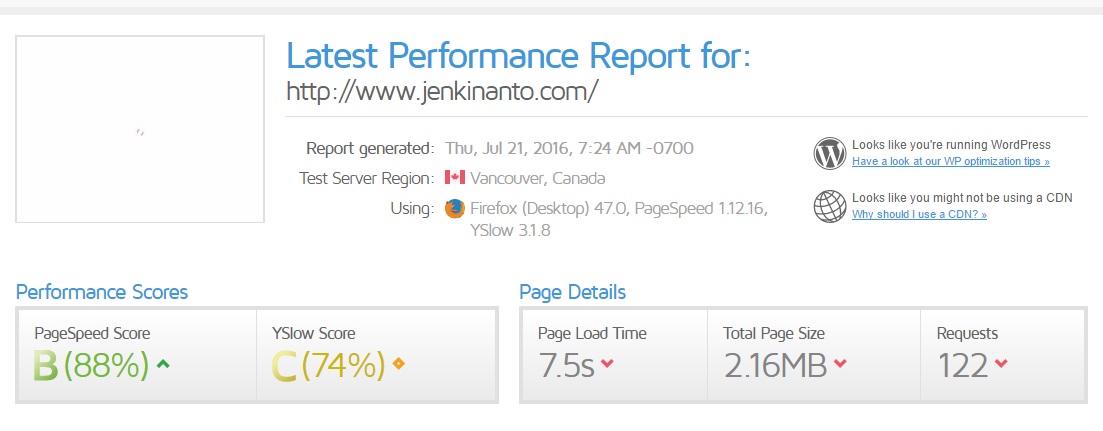 Latest Performance Report for:
http://www.jenkinanto.com/
Report generated: Thu, Jul 21, 2016, 7:24 AM -0700
Test Server Region: Vancouver, Canada
Using: Firefox (Desktop) 47.0, PageSpeed 1.12.16,
YSlow 3.1.8
Looks like you're running WordPress
Have a look at our WP optimization tips »
Looks like you might not be using a CDN
Why should I use a CDN? »
Performance Scores
PageSpeed Score
B (88%)
YSlow Score
C (74%)
Page Details
Page Load Time
7.5s
Total Page Size
2.16MB
Requests
122